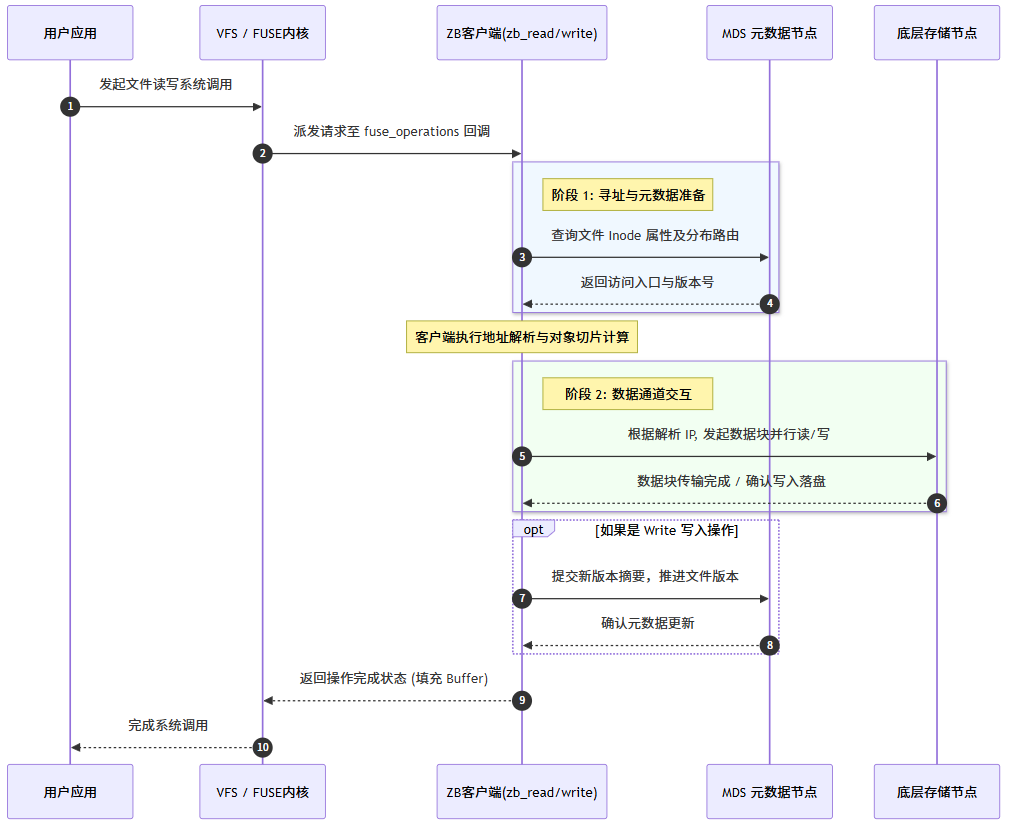 用户应用
VFS / FUSE内核
ZB客户端(zb_read/write)
MDS 元数据节点
底层存储节点
发起文件读写系统调用
1
派发请求至 fuse_operations 回调
2
阶段 1: 寻址与元数据准备
查询文件 Inode 属性及分布路由
3
返回访问入口与版本号
4
客户端执行地址解析与对象切片计算
阶段 2: 数据通道交互
根据解析 IP, 发起数据块并行读/写
5
数据块传输完成 / 确认写入落盘
6
opt
[如果是 Write 写入操作]
提交新版本摘要，推进文件版本
7
确认元数据更新
8
返回操作完成状态 (填充 Buffer)
9
完成系统调用
10
用户应用
VFS / FUSE内核
ZB客户端(zb_read/write)
MDS 元数据节点
底层存储节点